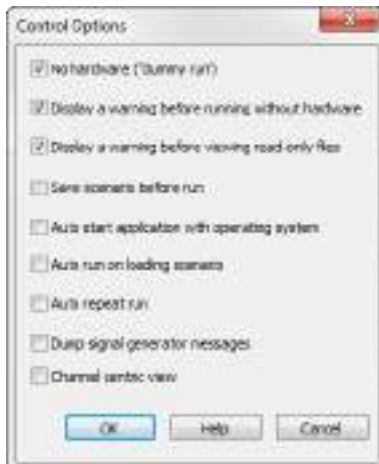 Control Options
No hardware ('Dummy run')
Display a warning before running without hardware
Display a warning before viewing read-only files
Save scenario before run
Auto start application with operating system
Auto run on loading scenario
Auto repeat run
Dump signal generator messages
Channel centric view
OK Help Cancel